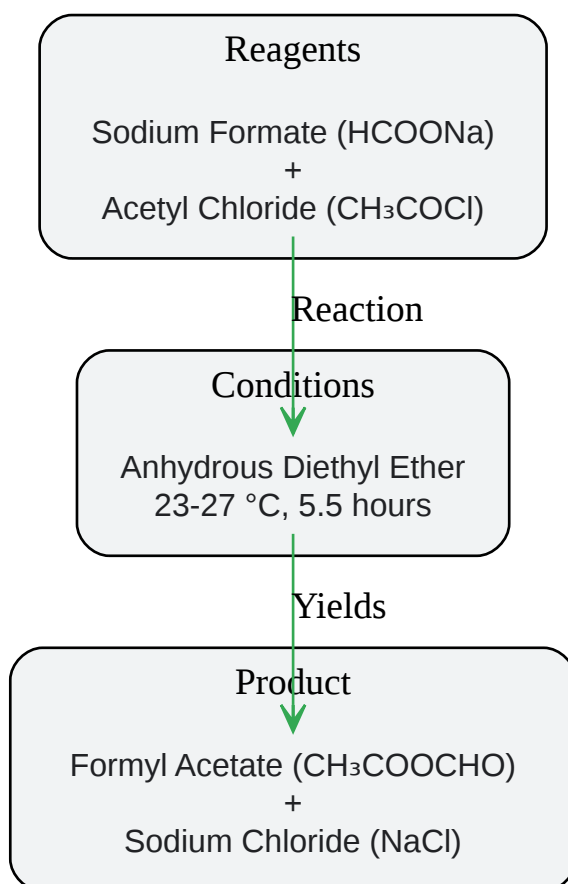 Reagents
Sodium Formate (HCOONa)
+
Acetyl Chloride (CH₃COCl)
Reaction
Conditions
Anhydrous Diethyl Ether
23-27 °C, 5.5 hours
Yields
Product
Formyl Acetate (CH₃COOCHO)
+
Sodium Chloride (NaCl)